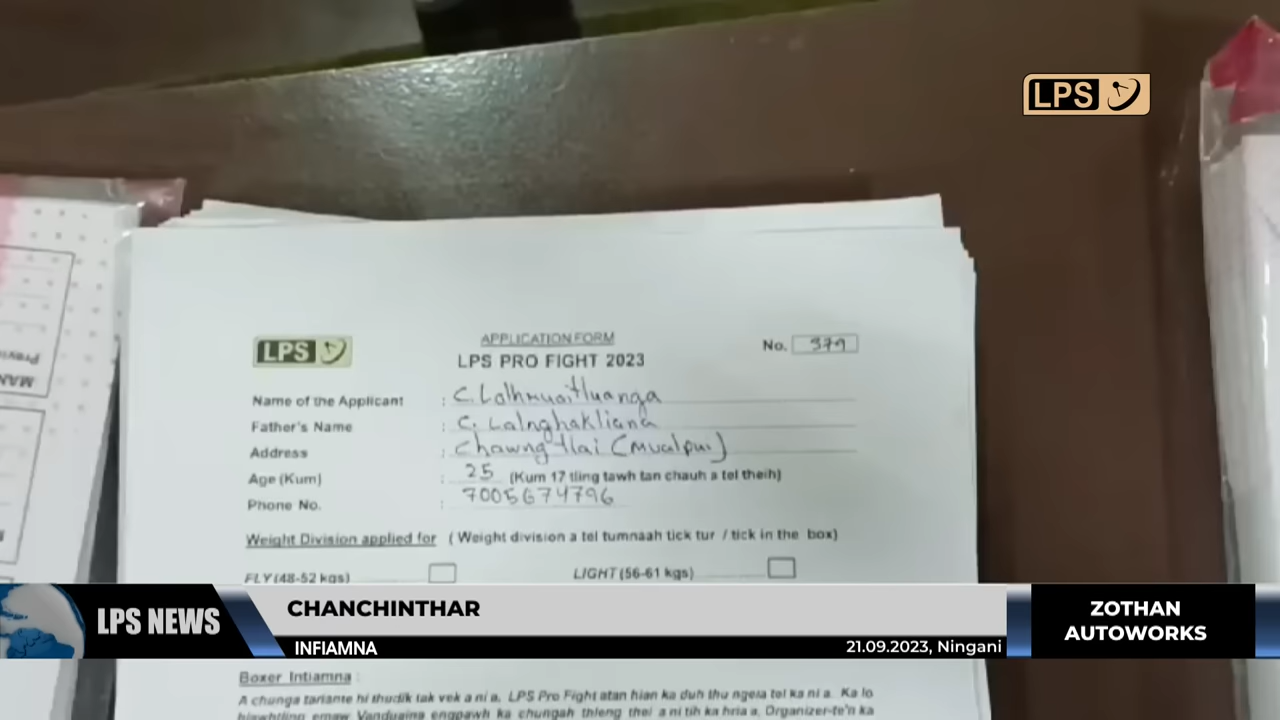 LPS
LPS
APPLICATION FORM
LPS PRO FIGHT 2023
No. 379
Name of the Applicant : C. Lalhruaitluanga
Father's Name : C. Lalnghakliana
Address : Chawngtlai (Mualpui)
Age (Kum) : 25 (Kum 17 tling tawh tan chauh a tel theih)
Phone No. : 7005674796
Weight Division applied for ( Weight division a tel tumnaah tick tur / tick in the box)
FLY (48-52 kgs)
LIGHT (56-61 kgs)
LPS NEWS
CHANCHINTHAR
INFIAMNA
21.09.2023, Ningani
ZOTHAN
AUTOWORKS
Boxer Intiamna :
A chunga tarlante hi thudik tak vek a ni a, LPS Pro Fight atan hian ka duh thu ngeia tel ka ni a. Ka lo